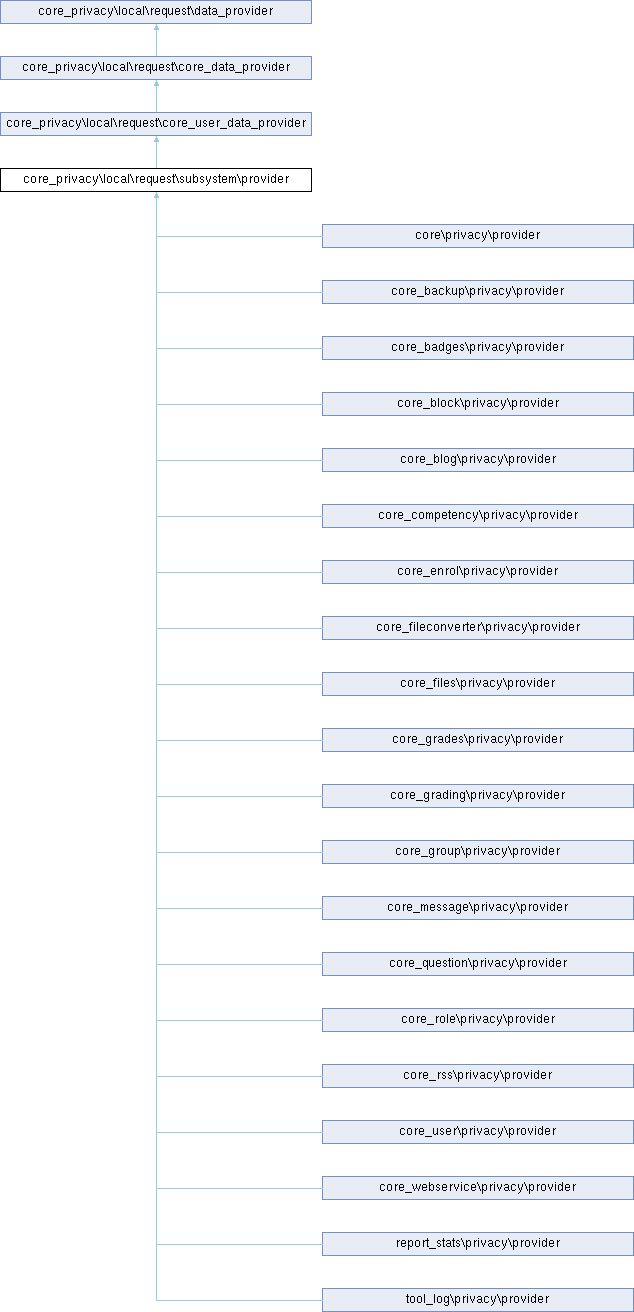 core_privacy\local\request\data_provider
core_privacy\local\request\core_data_provider
core_privacy\local\request\core_user_data_provider
core_privacy\local\request\subsystem\provider
core\privacy\provider
core_backup\privacy\provider
core_badges\privacy\provider
core_block\privacy\provider
core_blog\privacy\provider
core_competency\privacy\provider
core_enrol\privacy\provider
core_fileconverter\privacy\provider
core_files\privacy\provider
core_grades\privacy\provider
core_grading\privacy\provider
core_group\privacy\provider
core_message\privacy\provider
core_question\privacy\provider
core_role\privacy\provider
core_rss\privacy\provider
core_user\privacy\provider
core_webservice\privacy\provider
report_stats\privacy\provider
tool_log\privacy\provider